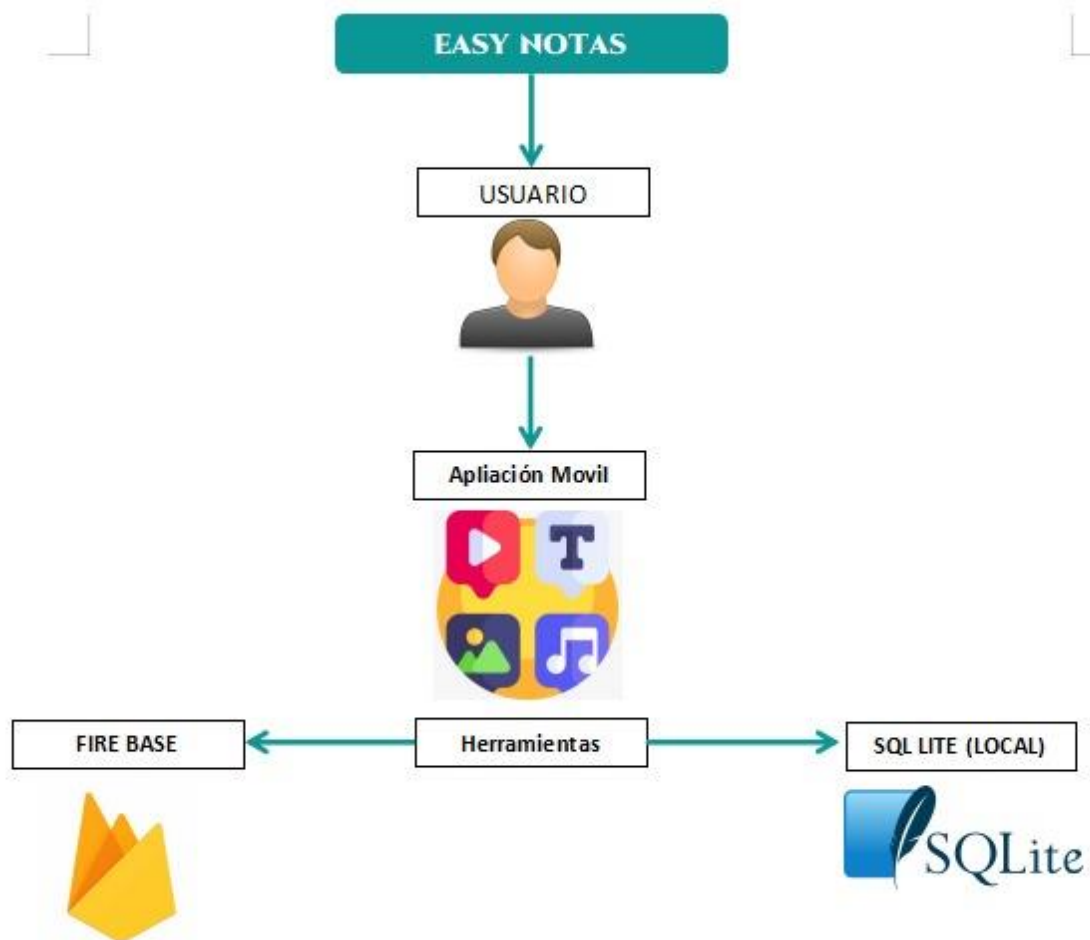 EASY NOTAS
USUARIO
Apliación Movil
T
FIRE BASE
Herramientas
SQL LITE (LOCAL)
SQLite